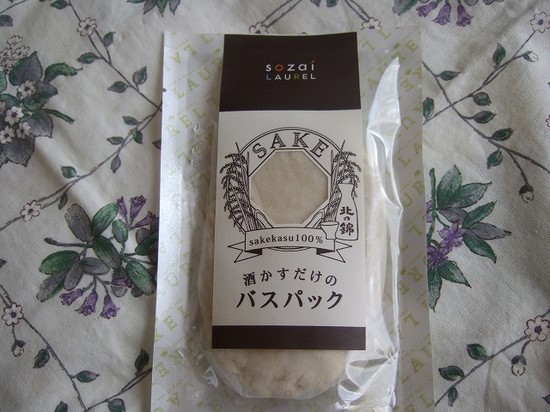 sozai
LAUREL
SAKE
北の錦
sakekasu100%
酒かすだけの
バスパック